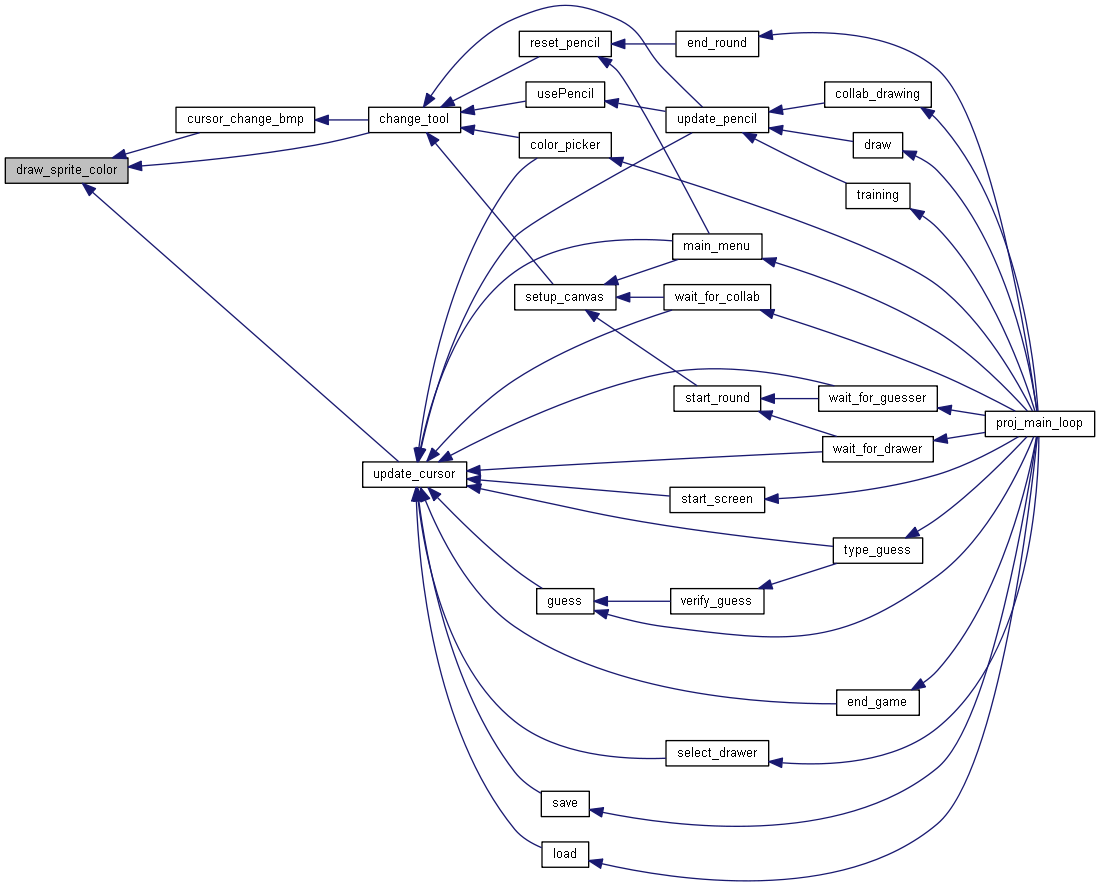 reset_pencil
end_round
usePencil
collab_drawing
cursor_change_bmp
change_tool
update_pencil
color_picker
draw
draw_sprite_color
training
main_menu
setup_canvas
wait_for_collab
start_round
wait_for_guesser
proj_main_loop
wait_for_drawer
update_cursor
start_screen
type_guess
guess
verify_guess
end_game
select_drawer
save
load